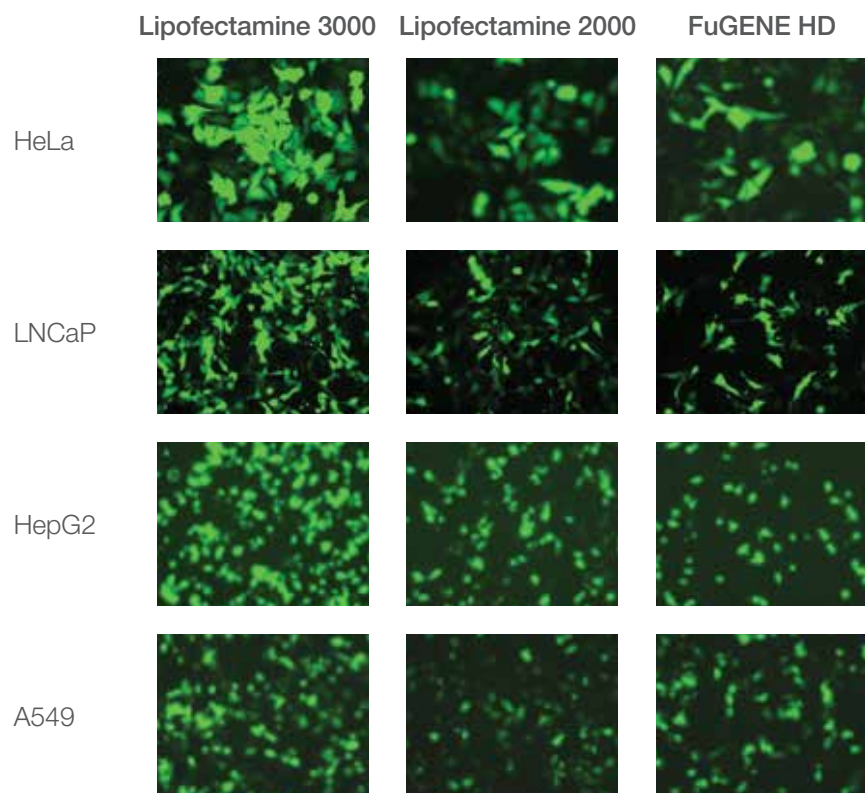 Lipofectamine 3000 Lipofectamine 2000 FuGENE HD
HeLa
LNCaP
HepG2
A549